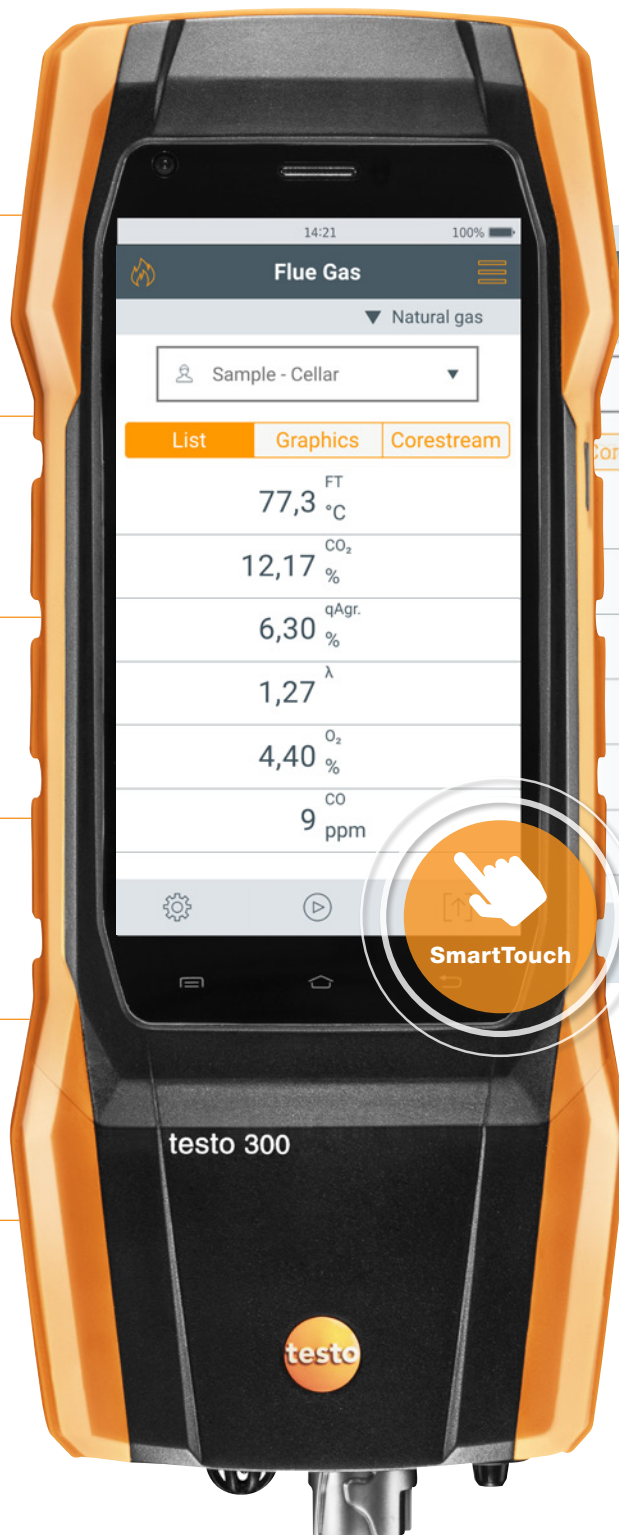 14:21
100%
Flue Gas
Natural gas
Sample - Cellar
List
Graphics
Corestream
77,3 FT °C
12,17 CO₂ %
6,30 qAgr. %
1,27 λ
4,40 O₂ %
9 CO ppm
SmartTouch
testo 300
testo